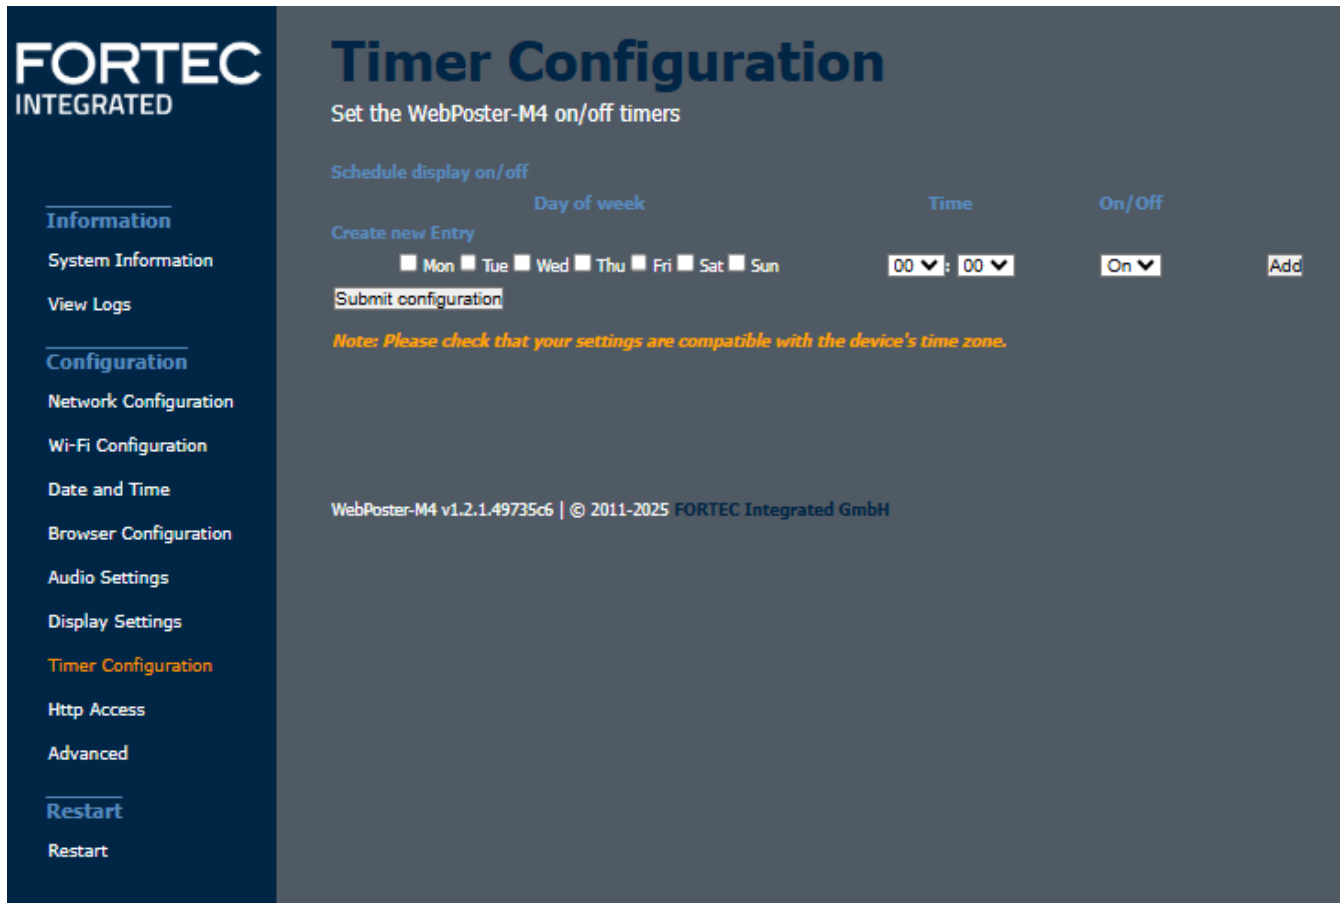 FORTEC
INTEGRATED
Information
System Information
View Logs
Configuration
Network Configuration
Wi-Fi Configuration
Date and Time
Browser Configuration
Audio Settings
Display Settings
Timer Configuration
Http Access
Advanced
Restart
Restart
Timer Configuration
Set the WebPoster-M4 on/off timers
Schedule display on/off
Day of week Time On/Off
Create new Entry
Mon Tue Wed Thu Fri Sat Sun 00 : 00 On Add
Submit configuration
Note: Please check that your settings are compatible with the device's time zone.
WebPoster-M4 v1.2.1.49735c6 | © 2011-2025 FORTEC Integrated GmbH